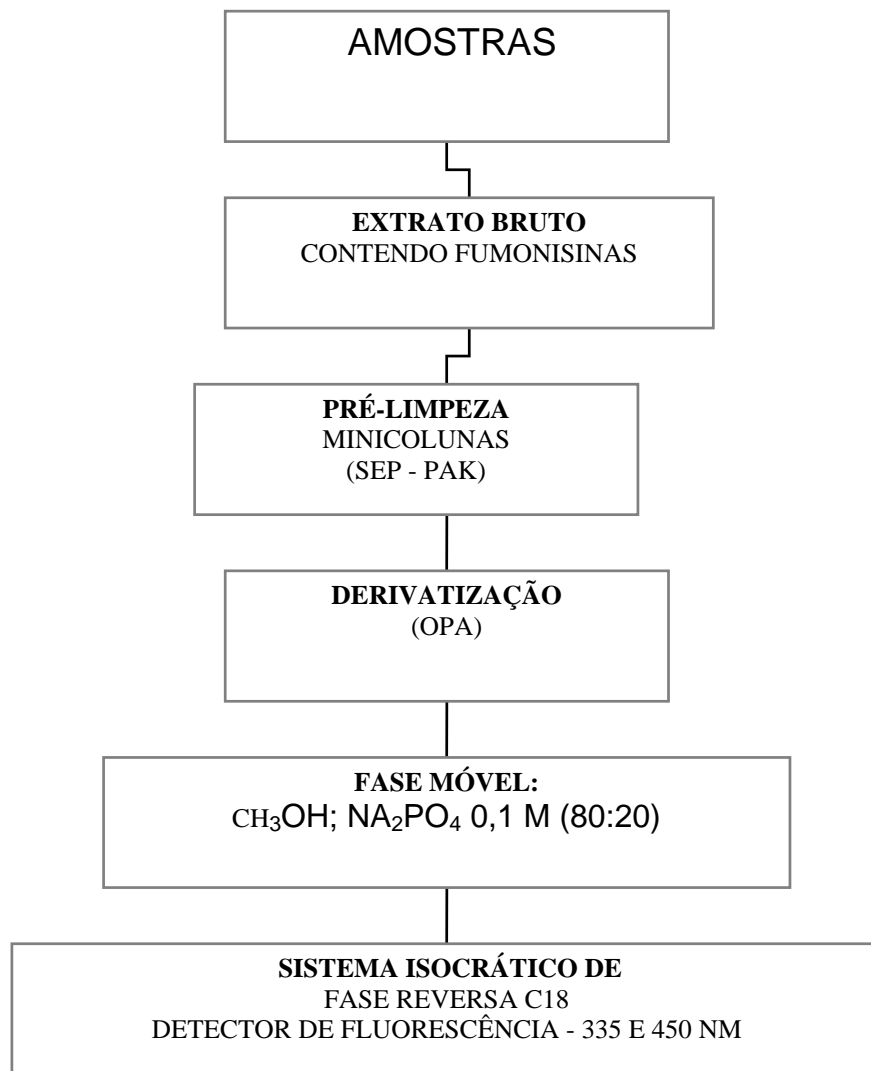 AMOSTRAS
EXTRATO BRUTO
CONTENDO FUMONISINAS
PRÉ-LIMPEZA
MINICOLUNAS
(SEP - PAK)
DERIVATIZAÇÃO
(OPA)
FASE MÓVEL:
CH₃OH; NA₂PO₄ 0,1 M (80:20)
SISTEMA ISOCRÁTICO DE
FASE REVERSA C18
DETECTOR DE FLUORESCÊNCIA - 335 E 450 NM